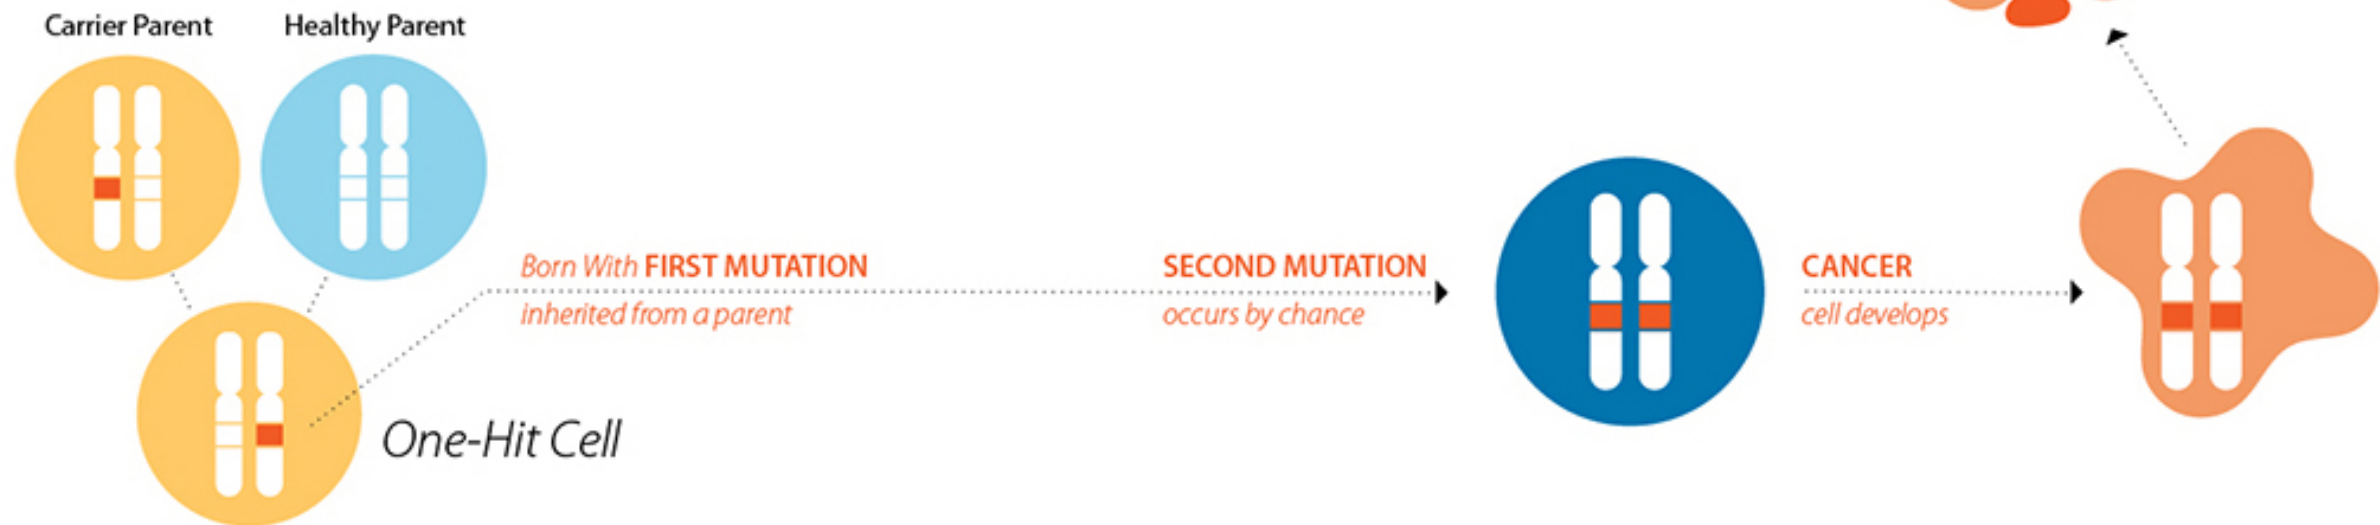 Carrier Parent
Healthy Parent
Born With FIRST MUTATION
inherited from a parent
SECOND MUTATION
occurs by chance
CANCER
cell develops
One-Hit Cell